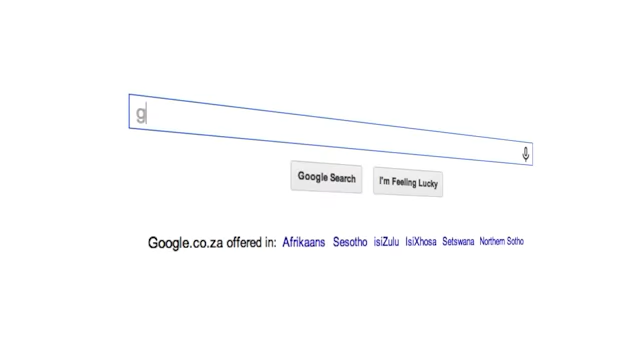 g
Google Search I'm Feeling Lucky
Google.co.za offered in: Afrikaans Sesotho isiZulu IsiXhosa Setswana Northern Sotho